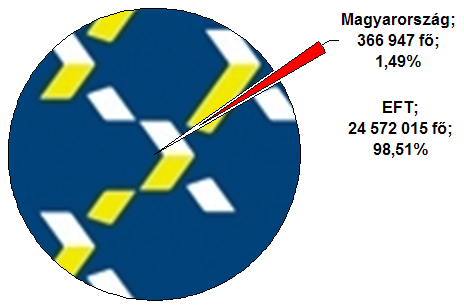 Magyarország;
366 947 fő;
1,49%
EFT;
24 572 015 fő;
98,51%